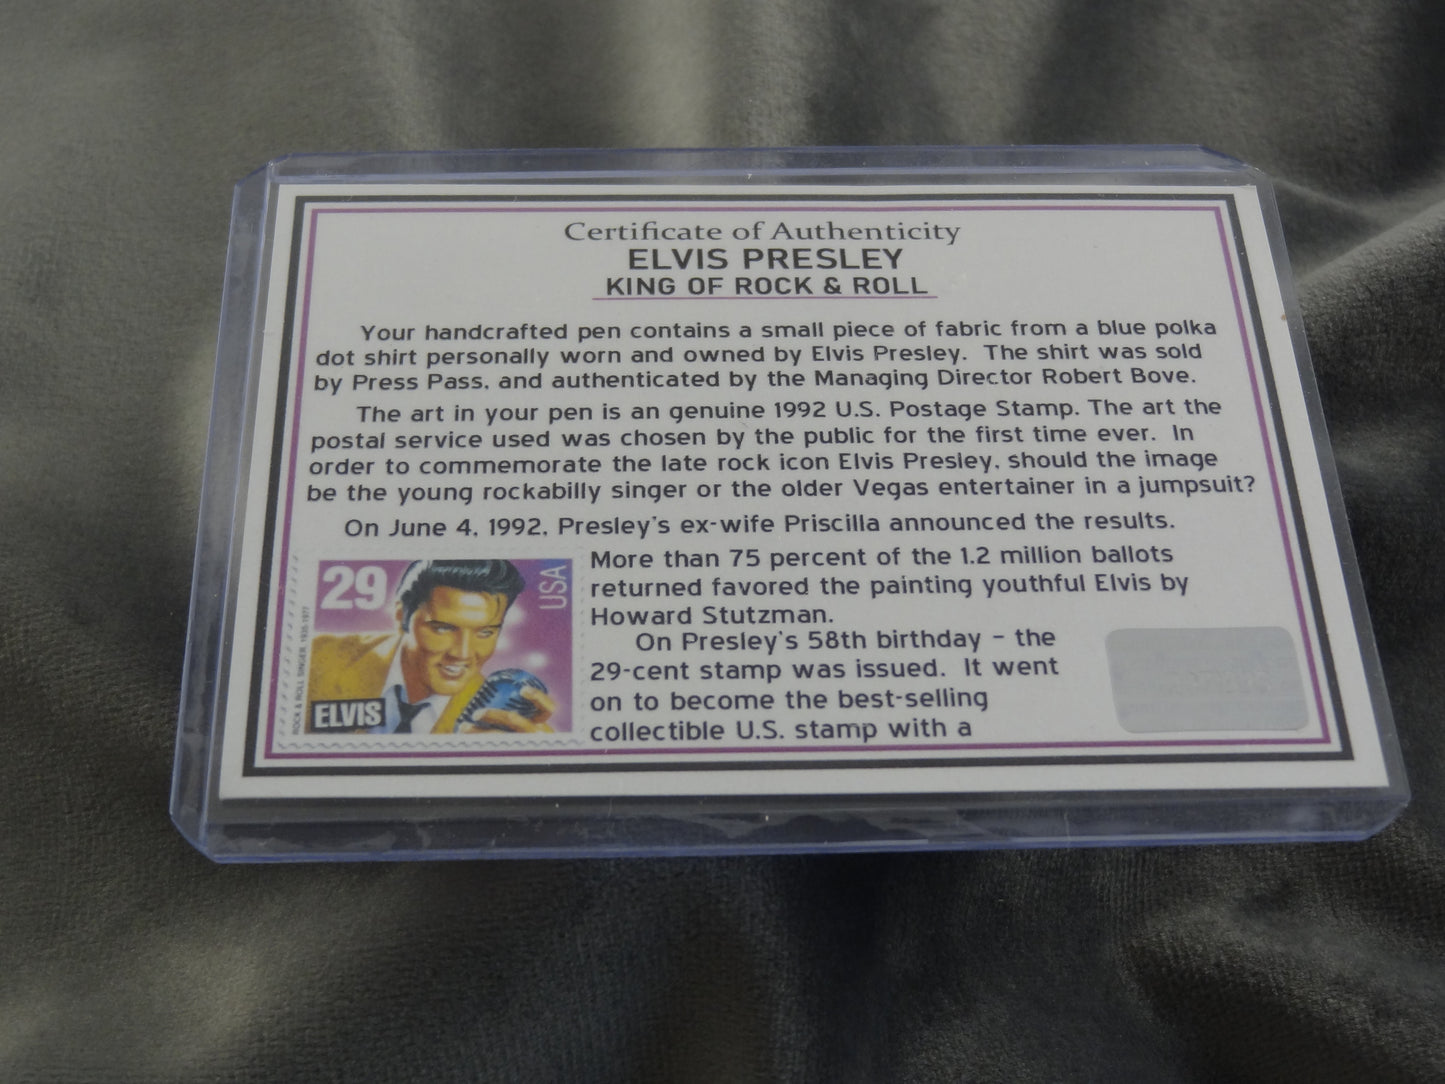 Certificate of Authenticity
ELVIS PRESLEY
KING OF ROCK & ROLL
Your handcrafted pen contains a small piece of fabric from a blue polka
dot shirt personally worn and owned by Elvis Presley. The shirt was sold
by Press Pass, and authenticated by the Managing Director Robert Bove.
The art in your pen is an genuine 1992 U.S. Postage Stamp. The art the
postal service used was chosen by the public for the first time ever. In
order to commemorate the late rock icon Elvis Presley, should the image
be the young rockabilly singer or the older Vegas entertainer in a jumpsuit?
On June 4, 1992, Presley's ex-wife Priscilla announced the results.
More than 75 percent of the 1.2 million ballots
returned favored the painting youthful Elvis by
Howard Stutzman.
On Presley's 58th birthday - the
29-cent stamp was issued. It went
on to become the best-selling
collectible U.S. stamp with a
29
USA
ROCK & ROLL SINGER, 1935-1977
ELVIS